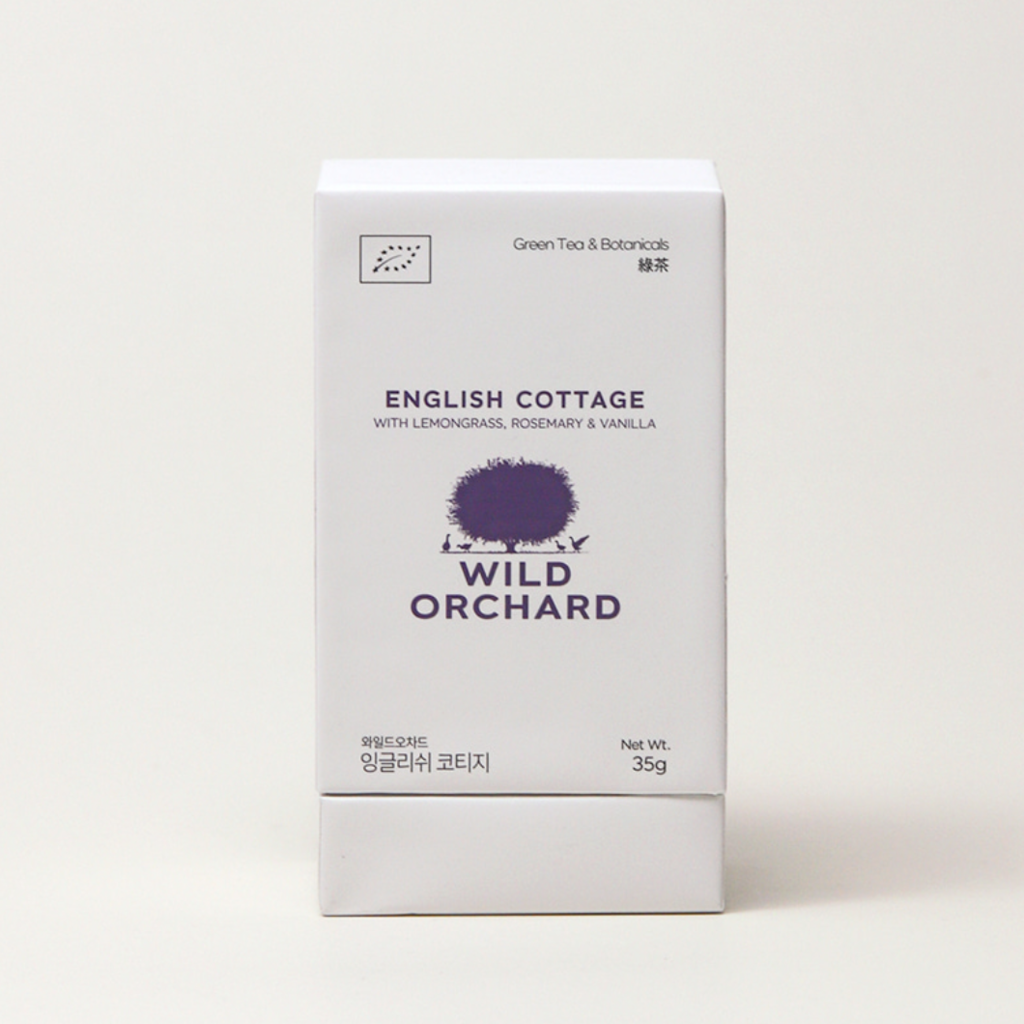 Green Tea & Botanicals
綠茶
ENGLISH COTTAGE
WITH LEMONGRASS, ROSEMARY & VANILLA
WILD
ORCHARD
와일드오차드
잉글리쉬 코티지
Net Wt.
35g